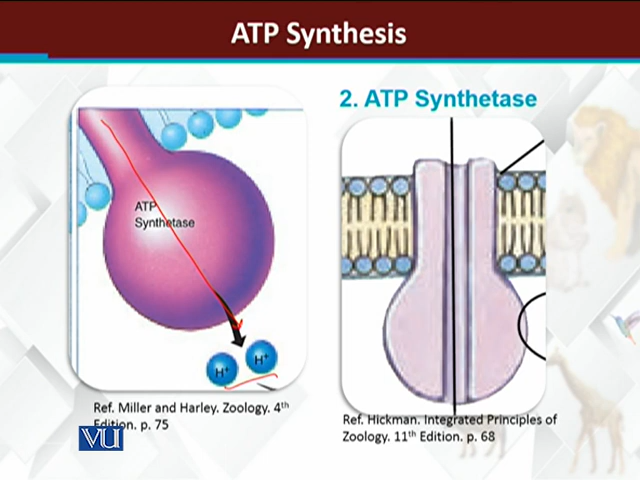 ATP Synthesis
2. ATP Synthetase
ATP
Synthetase
H⁺
H⁺
Ref. Miller and Harley. Zoology. 4ᵗʰ
Edition. p. 75
Ref. Hickman. Integrated Principles of
Zoology. 11ᵗʰ Edition. p. 68
VU